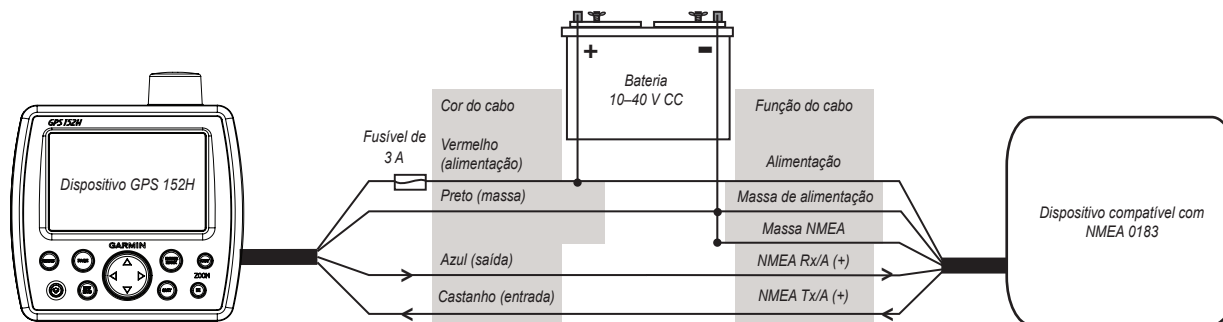 Bateria
10–40 V CC
+
-
Cor do cabo
Função do cabo
GPS 152H
Fusível de
3 A
Vermelho
(alimentação)
Alimentação
Dispositivo GPS 152H
Preto (massa)
Massa de alimentação
Massa NMEA
Dispositivo compatível com
NMEA 0183
GARMIN
ZOOM
Azul (saída)
NMEA Rx/A (+)
Castanho (entrada)
NMEA Tx/A (+)